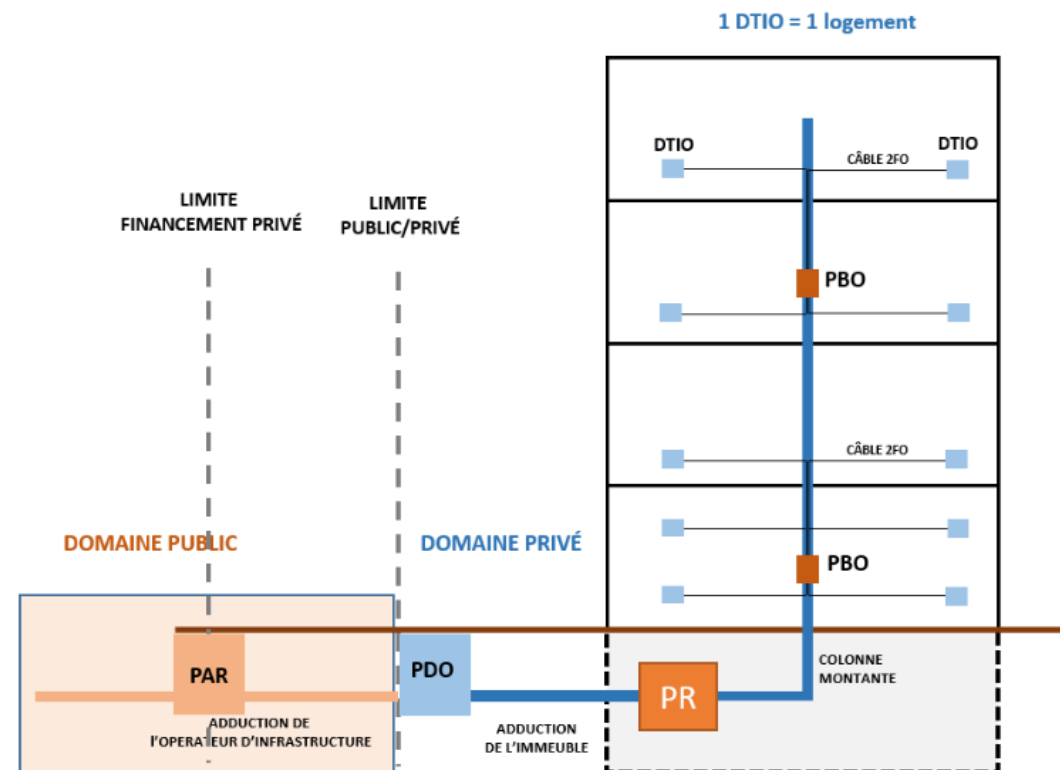 1 DTIO = 1 logement
DTIO
DTIO
CÂBLE 2FO
LIMITE
FINANCEMENT PRIVÉ
LIMITE
PUBLIC/PRIVÉ
PBO
CÂBLE 2FO
DOMAINE PUBLIC
DOMAINE PRIVÉ
PBO
PAR
PDO
PR
COLONNE
MONTANTE
ADDUCTION DE
l'OPERATEUR D'INFRASTRUCTURE
ADDUCTION
DE L'IMMEUBLE